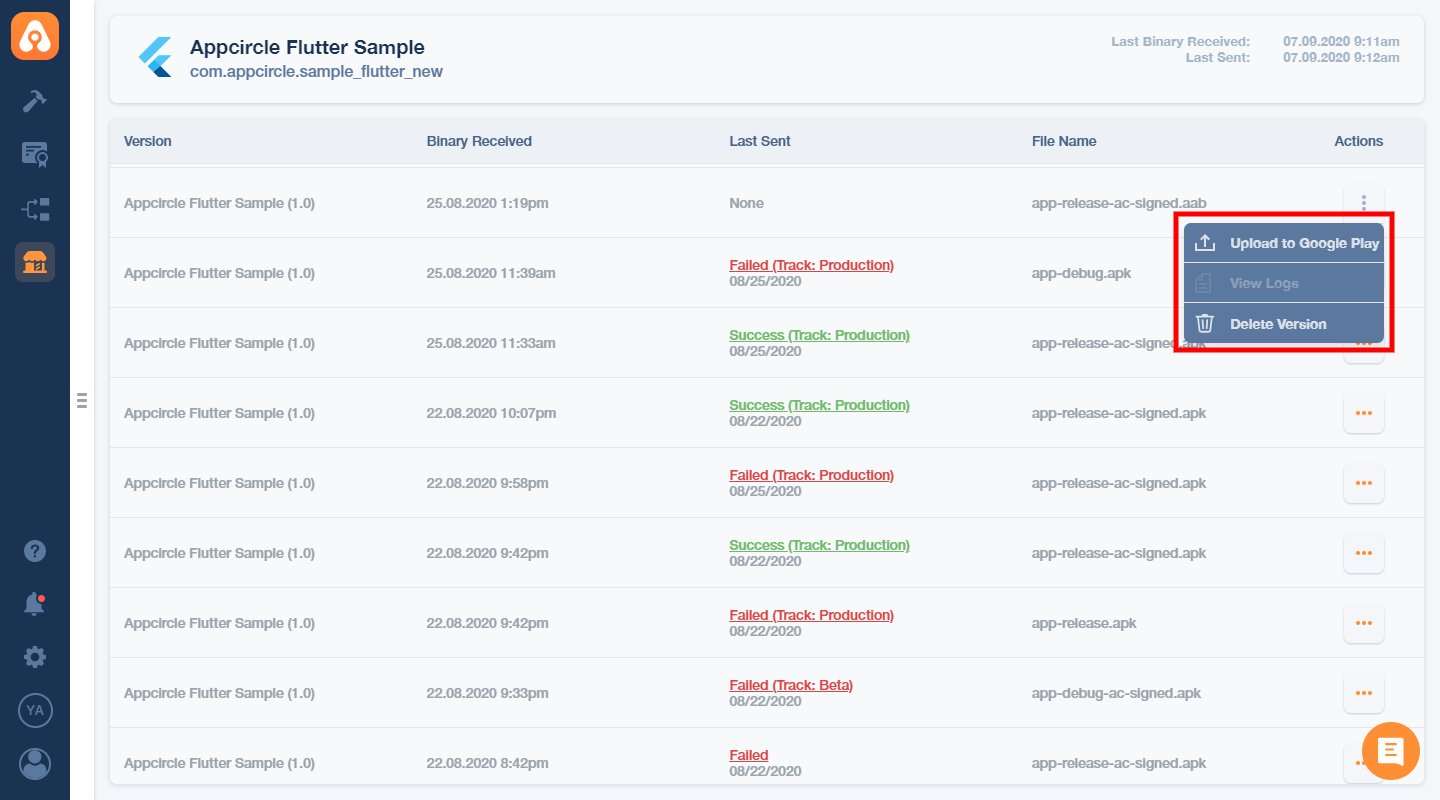 Appcircle Flutter Sample
com.appcircle.sample_flutter_new
Last Binary Received: 07.09.2020 9:11am
Last Sent: 07.09.2020 9:12am
Version Binary Received Last Sent File Name Actions
Appcircle Flutter Sample (1.0) 25.08.2020 1:19pm None app-release-ac-signed.aab
Upload to Google Play
View Logs
Delete Version
Appcircle Flutter Sample (1.0) 25.08.2020 11:39am Failed (Track: Production) app-debug.apk
08/25/2020
Appcircle Flutter Sample (1.0) 25.08.2020 11:33am Success (Track: Production) app-release-ac-signed.apk
08/25/2020
Appcircle Flutter Sample (1.0) 22.08.2020 10:07pm Success (Track: Production) app-release-ac-signed.apk
08/22/2020
Appcircle Flutter Sample (1.0) 22.08.2020 9:58pm Failed (Track: Production) app-release-ac-signed.apk
08/25/2020
Appcircle Flutter Sample (1.0) 22.08.2020 9:42pm Success (Track: Production) app-release-ac-signed.apk
08/22/2020
Appcircle Flutter Sample (1.0) 22.08.2020 9:42pm Failed (Track: Production) app-release.apk
08/22/2020
Appcircle Flutter Sample (1.0) 22.08.2020 9:33pm Failed (Track: Beta) app-debug-ac-signed.apk
08/22/2020
Appcircle Flutter Sample (1.0) 22.08.2020 8:42pm Failed app-release-ac-signed.apk
08/22/2020
?
YA